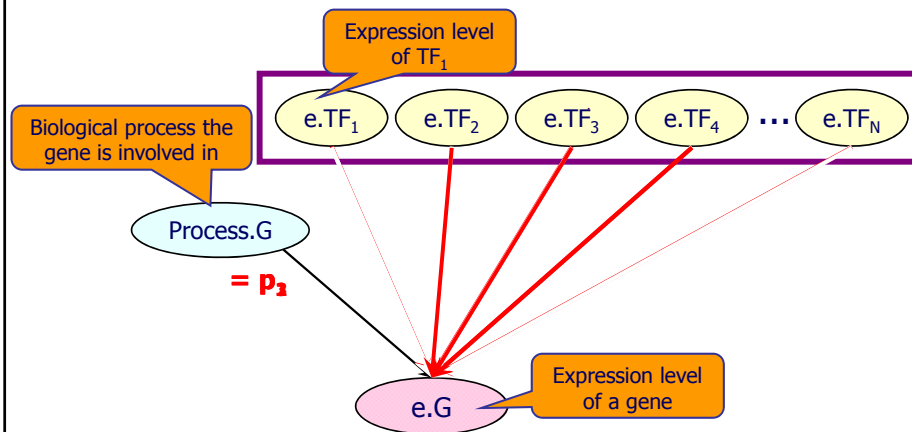 Expression level
of TF₁
e.TF₁
e.TF₂
e.TF₃
e.TF₄
...
e.TF_N
Biological process the
gene is involved in
Process.G
= p
Expression level
of a gene
e.G